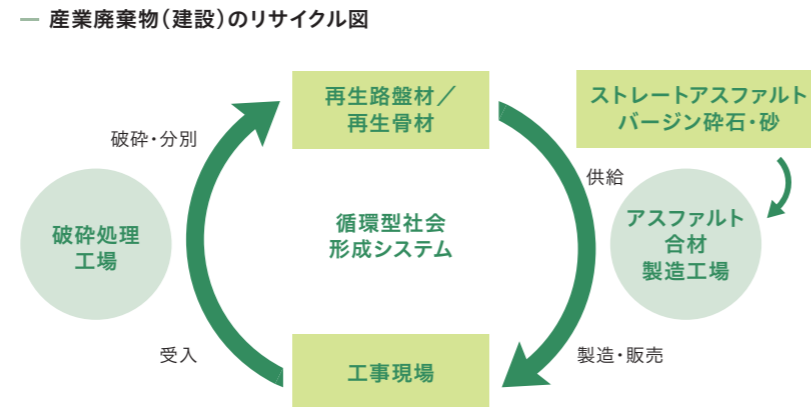 産業廃棄物（建設）のリサイクル図
再生路盤材／
再生骨材
ストレートアスファルト
バージン砕石・砂
破砕・分別
供給
破砕処理
工場
循環型社会
形成システム
アスファルト
合材
製造工場
受入
工事現場
製造・販売